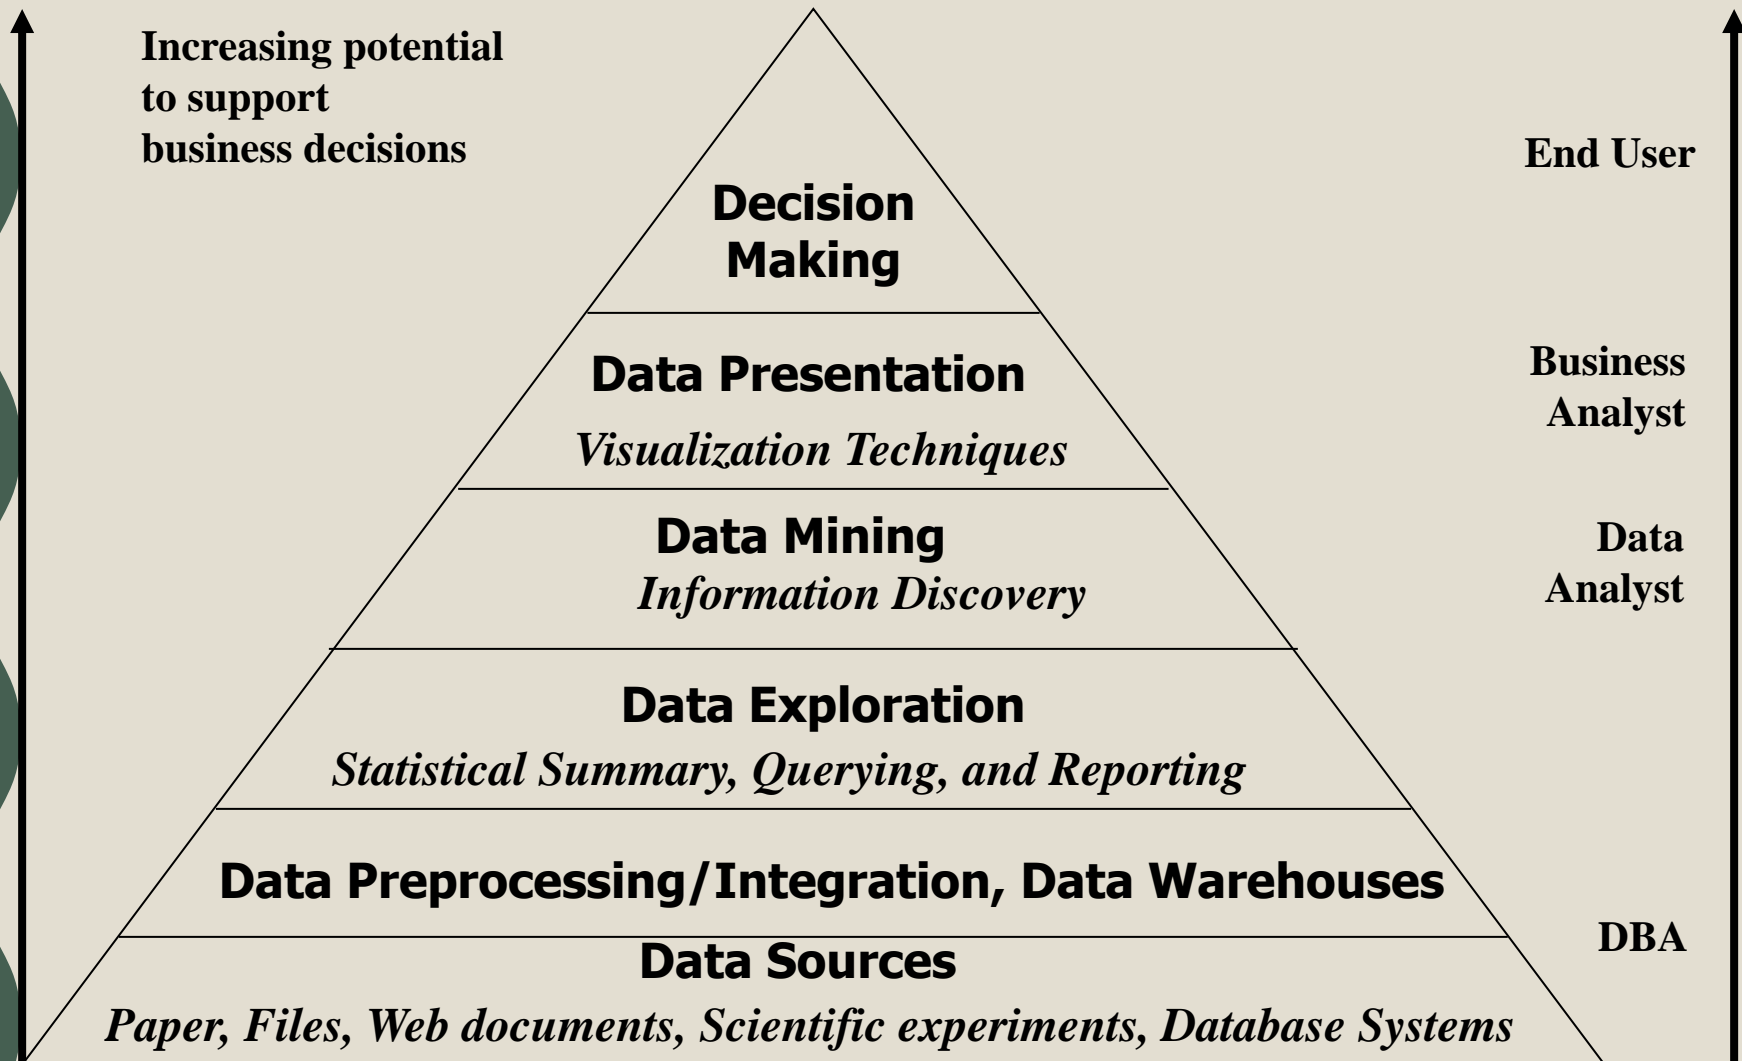 Increasing potential
to support
business decisions
End User
Decision
Making
Business
Analyst
Data Presentation
Visualization Techniques
Data Mining
Information Discovery
Data
Analyst
Data Exploration
Statistical Summary, Querying, and Reporting
Data Preprocessing/Integration, Data Warehouses
DBA
Data Sources
Paper, Files, Web documents, Scientific experiments, Database Systems